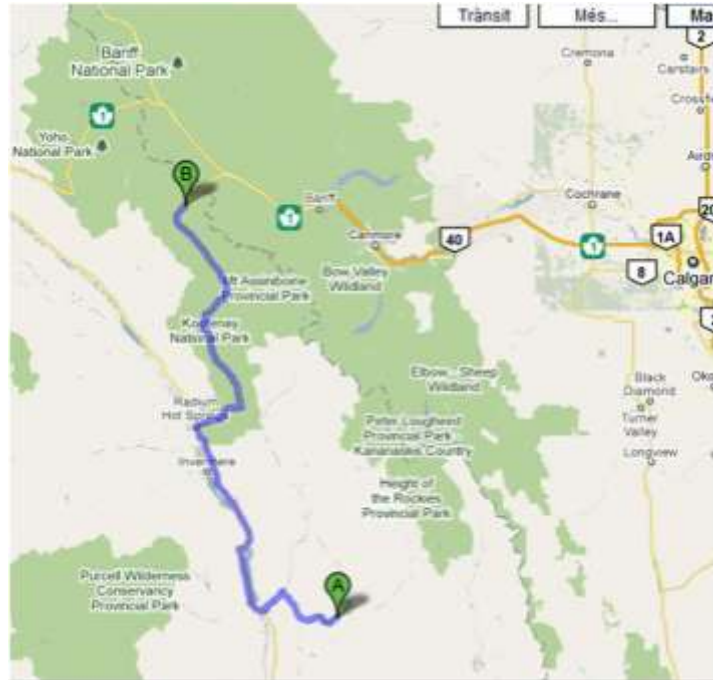 Trànsit
Més...
Ma
Banff
National Park
2
Cremona
Carstairs
Crossfe
1
Yoho
National Park
Airdri
B
Cochrane
Banff
1
20
Canmore
40
1
1A
8
Calgar
Bow Valley
Wildland
Mt Assiniboine
Provincial Park
Kootenay
National Park
Elbow - Sheep
Wildland
Black
Diamond
Oko
Turner
Valley
Longview
Radium
Hot Springs
Peter Lougheed
Provincial Park
Kananaskis Country
Invermere
Height of
the Rockies
Provincial Park
Purcell Wilderness
Conservancy
Provincial Park
A